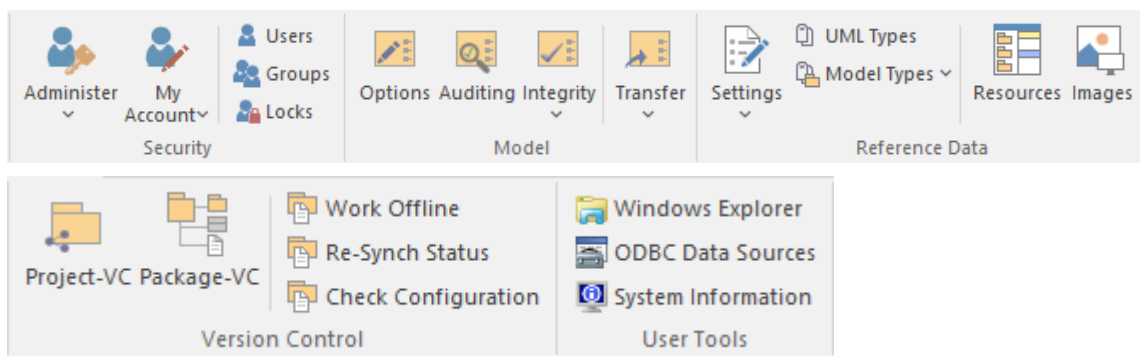 Administer
My
Account
Users
Groups
Locks
Security
Options
Auditing
Integrity
Transfer
Model
Settings
UML Types
Model Types
Resources
Images
Reference Data
Project-VC
Package-VC
Work Offline
Re-Synch Status
Check Configuration
Version Control
Windows Explorer
ODBC Data Sources
System Information
User Tools